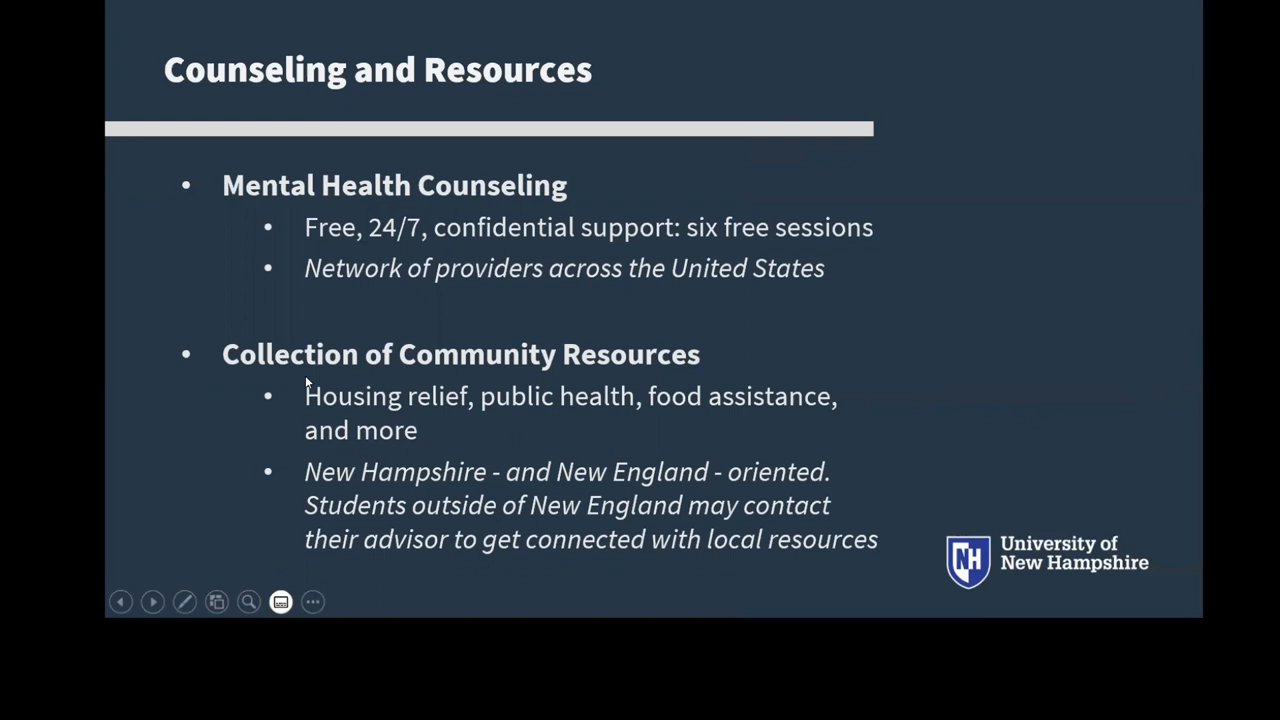 Counseling and Resources
• Mental Health Counseling
• Free, 24/7, confidential support: six free sessions
• Network of providers across the United States
• Collection of Community Resources
• Housing relief, public health, food assistance,
and more
• New Hampshire - and New England - oriented.
Students outside of New England may contact
their advisor to get connected with local resources
NH
University of
New Hampshire